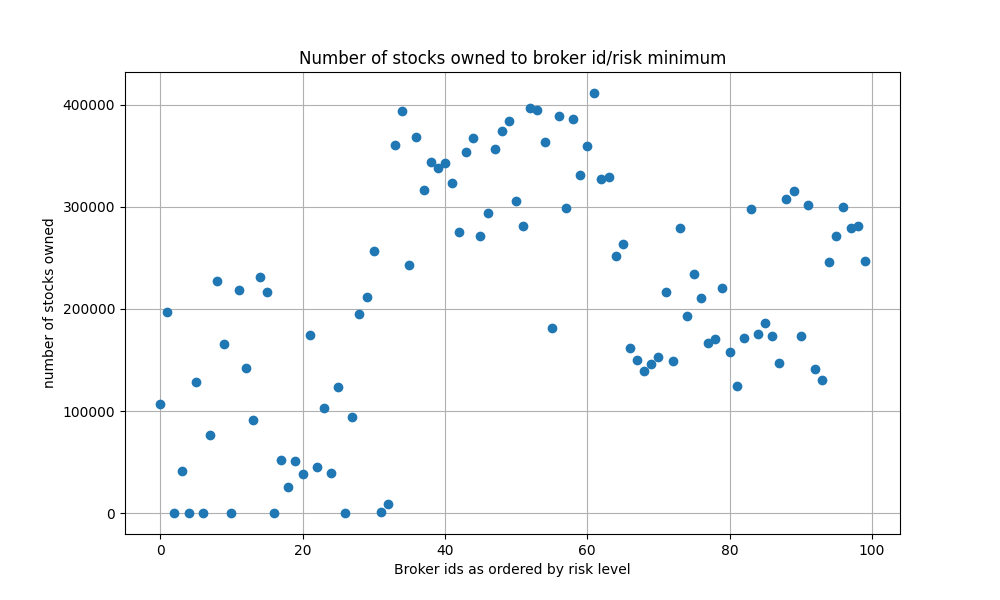 Number of stocks owned to broker id/risk minimum
number of stocks owned
400000
300000
200000
100000
0
0 20 40 60 80 100
Broker ids as ordered by risk level